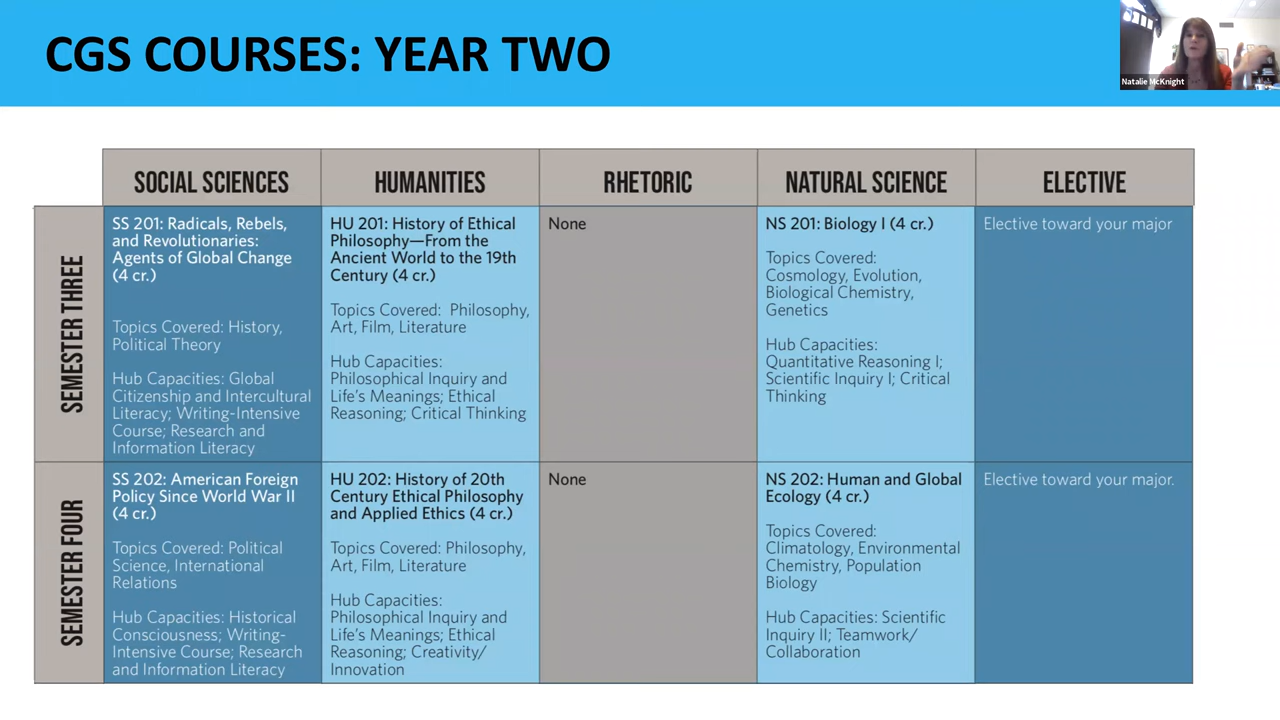 CGS COURSES: YEAR TWO
Natalie McKnight
SOCIAL SCIENCES
HUMANITIES
RHETORIC
NATURAL SCIENCE
ELECTIVE
SEMESTER THREE
SS 201: Radicals, Rebels,
and Revolutionaries:
Agents of Global Change
(4 cr.)
Topics Covered: History,
Political Theory
Hub Capacities: Global
Citizenship and Intercultural
Literacy; Writing-Intensive
Course; Research and
Information Literacy
HU 201: History of Ethical
Philosophy—From the
Ancient World to the 19th
Century (4 cr.)
Topics Covered: Philosophy,
Art, Film, Literature
Hub Capacities:
Philosophical Inquiry and
Life's Meanings; Ethical
Reasoning; Critical Thinking
None
NS 201: Biology I (4 cr.)
Topics Covered:
Cosmology, Evolution,
Biological Chemistry,
Genetics
Hub Capacities:
Quantitative Reasoning I;
Scientific Inquiry I; Critical
Thinking
Elective toward your major
SEMESTER FOUR
SS 202: American Foreign
Policy Since World War II
(4 cr.)
Topics Covered: Political
Science, International
Relations
Hub Capacities: Historical
Consciousness; Writing-
Intensive Course; Research
and Information Literacy
HU 202: History of 20th
Century Ethical Philosophy
and Applied Ethics (4 cr.)
Topics Covered: Philosophy,
Art, Film, Literature
Hub Capacities:
Philosophical Inquiry and
Life's Meanings; Ethical
Reasoning; Creativity/
Innovation
None
NS 202: Human and Global
Ecology (4 cr.)
Topics Covered:
Climatology, Environmental
Chemistry, Population
Biology
Hub Capacities: Scientific
Inquiry II; Teamwork/
Collaboration
Elective toward your major.